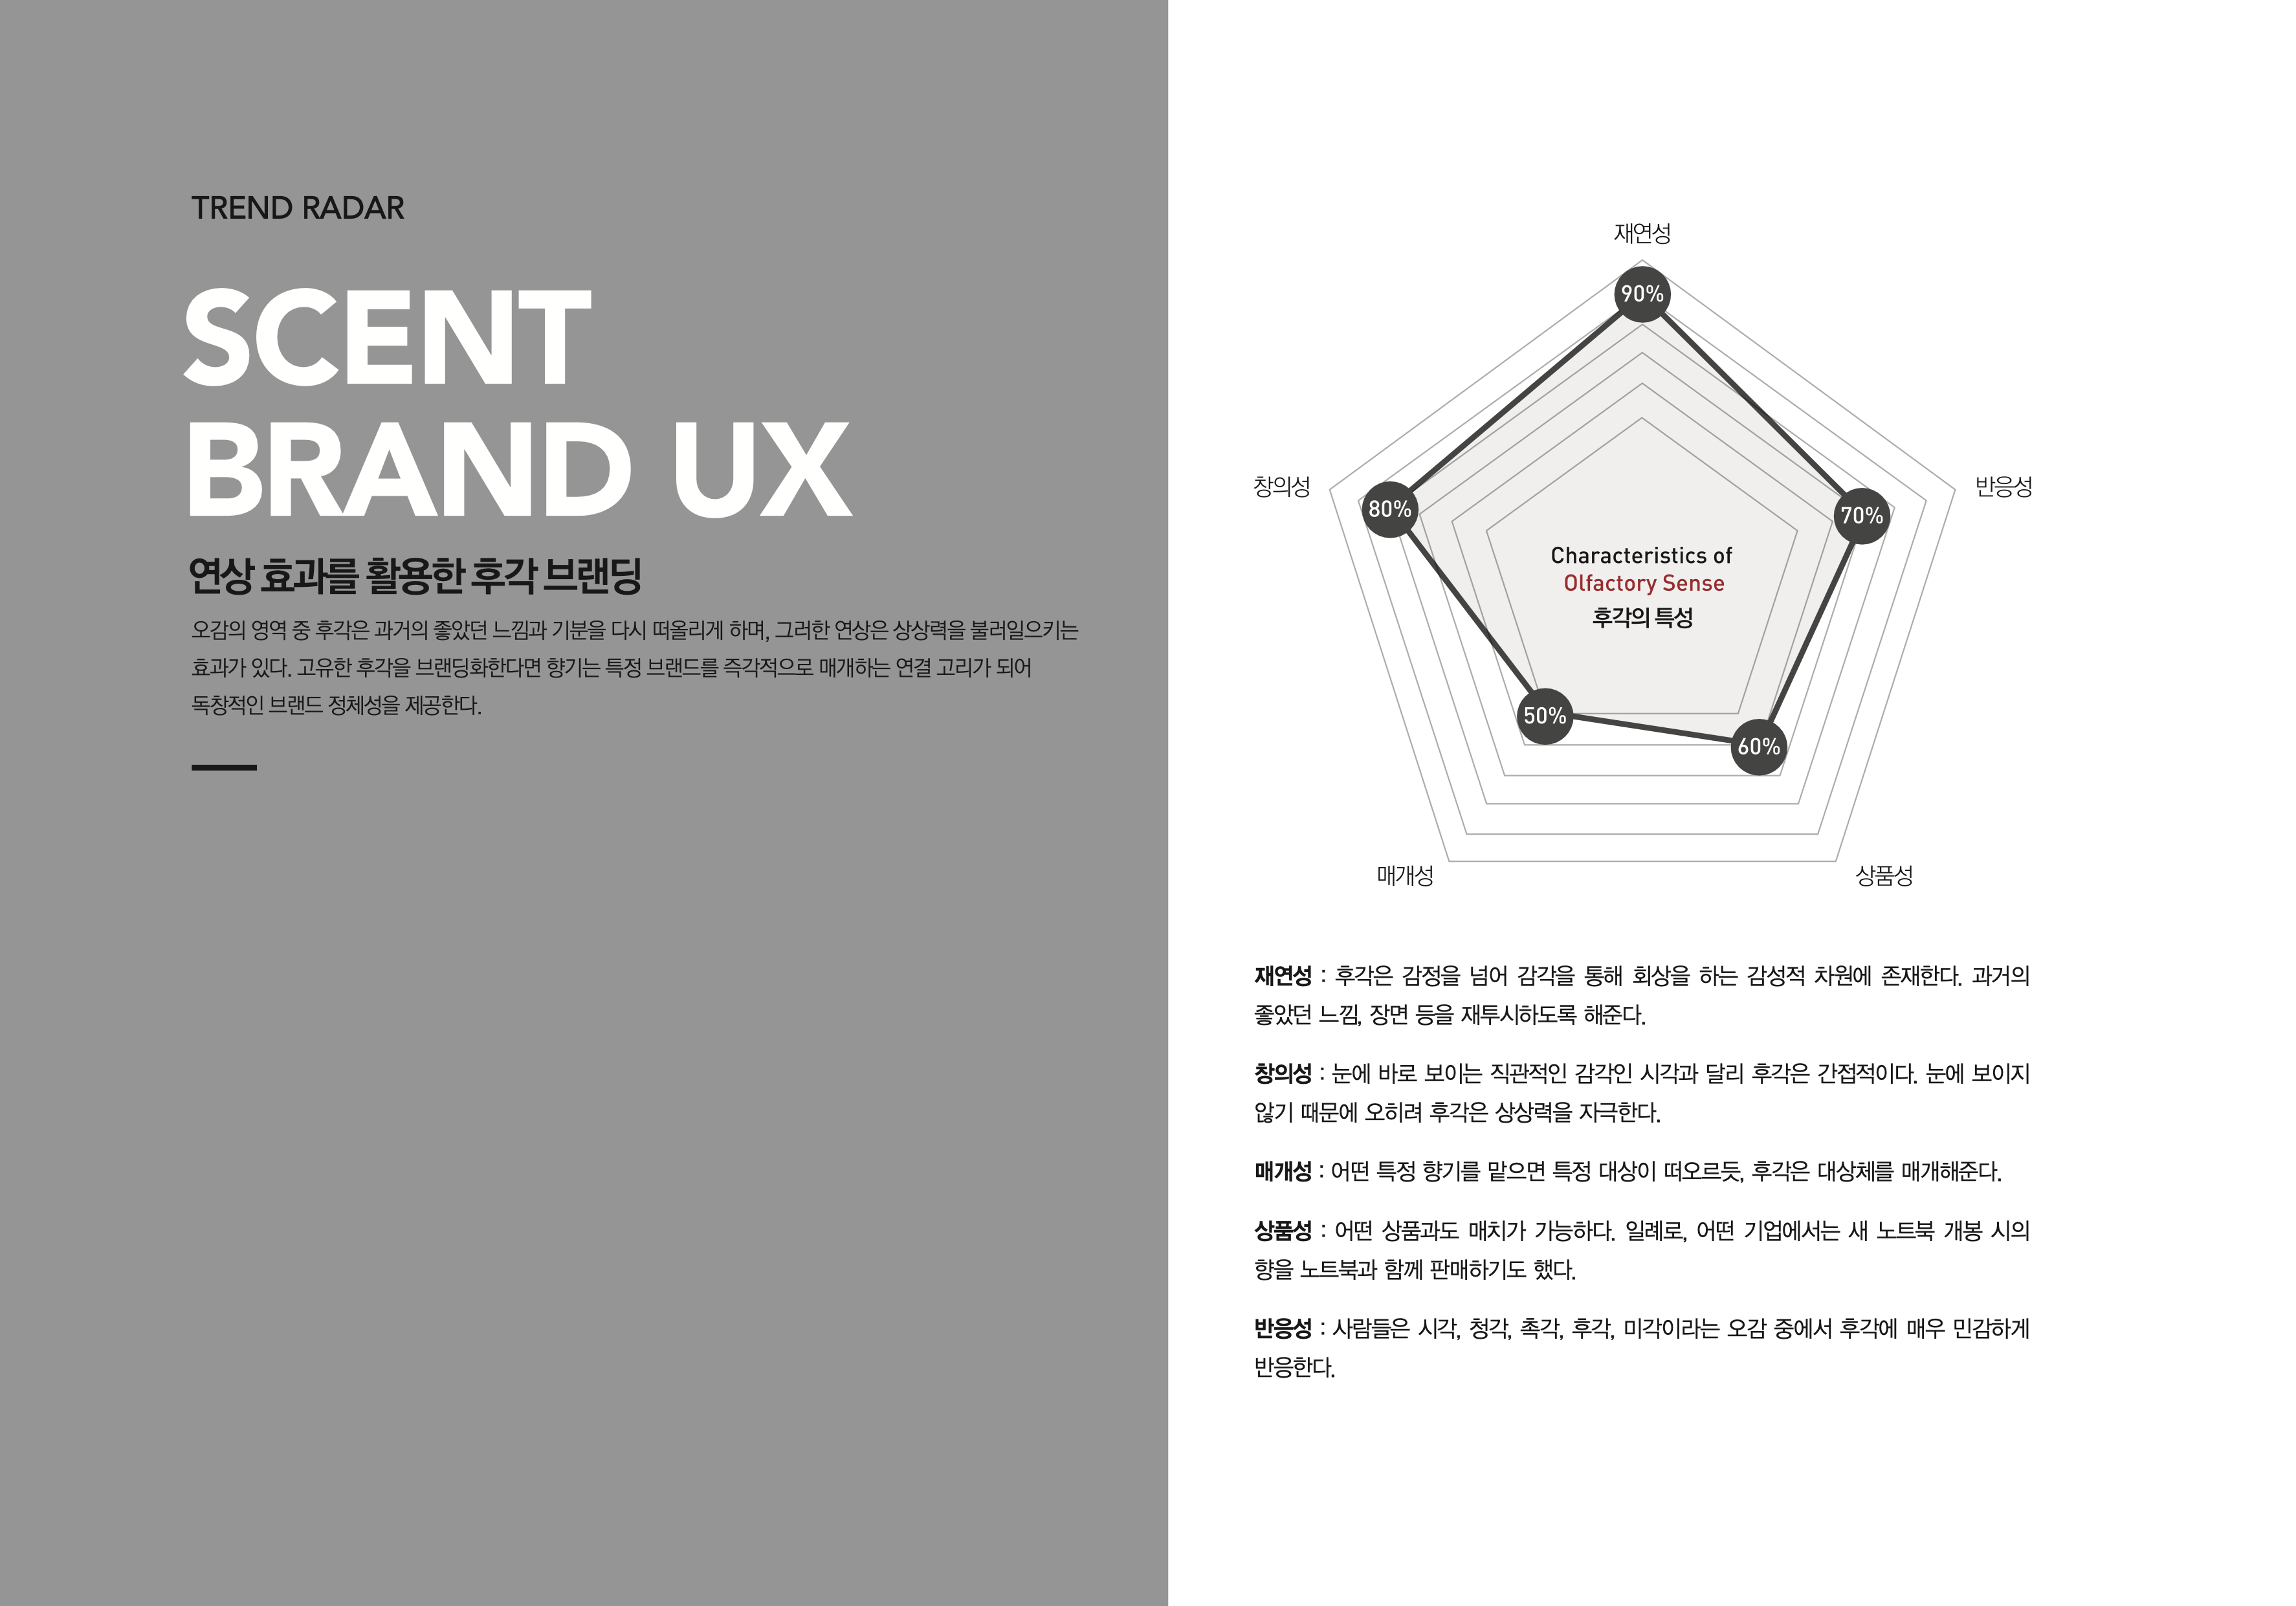 TREND RADAR
SCENT
BRAND UX
연상 효과를 활용한 후각 브랜딩
오감의 영역 중 후각은 과거의 좋았던 느낌과 기분을 다시 떠올리게 하며, 그러한 연상은 상상력을 불러일으키는
효과가 있다. 고유한 후각을 브랜딩화한다면 향기는 특정 브랜드를 즉각적으로 매개하는 연결 고리가 되어
독창적인 브랜드 정체성을 제공한다.
재연성
90%
창의성
80%
70%
반응성
Characteristics of
Olfactory Sense
후각의 특성
50%
60%
매개성
상품성
재연성 : 후각은 감정을 넘어 감각을 통해 회상을 하는 감성적 차원에 존재한다. 과거의
좋았던 느낌, 장면 등을 재투시하도록 해준다.
창의성 : 눈에 바로 보이는 직관적인 감각인 시각과 달리 후각은 간접적이다. 눈에 보이지
않기 때문에 오히려 후각은 상상력을 자극한다.
매개성 : 어떤 특정 향기를 맡으면 특정 대상이 떠오르듯, 후각은 대상체를 매개해준다.
상품성 : 어떤 상품과도 매치가 가능하다. 일례로, 어떤 기업에서는 새 노트북 개봉 시의
향을 노트북과 함께 판매하기도 했다.
반응성 : 사람들은 시각, 청각, 촉각, 후각, 미각이라는 오감 중에서 후각에 매우 민감하게
반응한다.